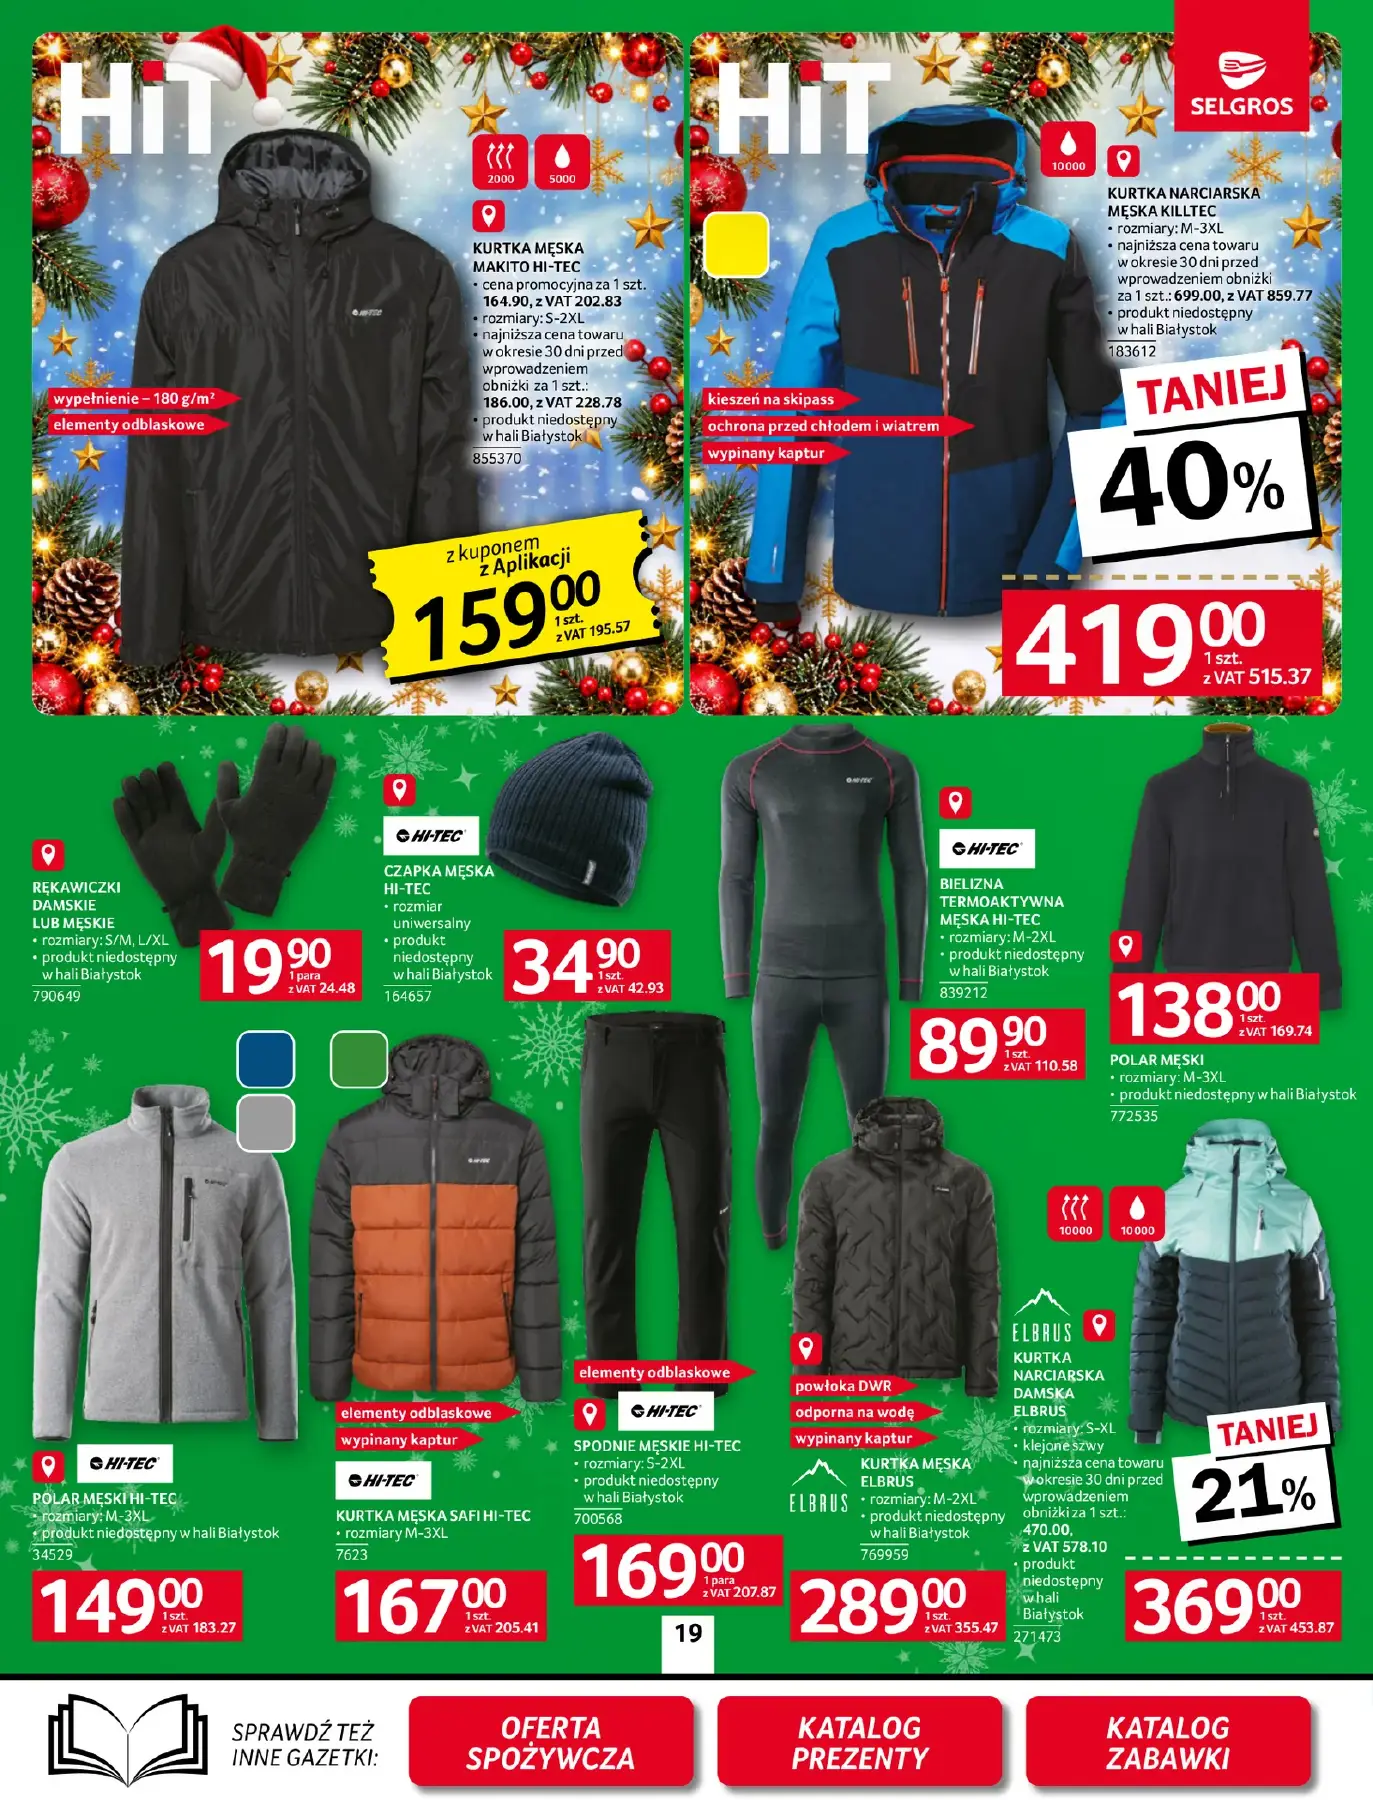 HiT
2000
5000
KURTKA MĘSKA
MAKITO HI-TEC
• cena promocyjna za 1 szt.
164.90, z VAT 202.83
• rozmiary: S-2XL
• najniższa cena towaru
w okresie 30 dni przed
wprowadzeniem
obniżki za 1 szt.:
186.00, z VAT 228.78
• produkt niedostępny
w hali Białystok
855370
HI-TEC
wypełnienie – 180 g/m²
elementy odblaskowe
z kuponem
z Aplikacji
159 00
1 szt.
z VAT 195.57
HiT
SELGROS
10000
KURTKA NARCIARSKA
MĘSKA KILLTEC
• rozmiary: M-3XL
• najniższa cena towaru
w okresie 30 dni przed
wprowadzeniem obniżki
za 1 szt.: 699.00, z VAT 859.77
• produkt niedostępny
w hali Białystok
183612
kieszeń na skipass
ochrona przed chłodem i wiatrem
wypinany kaptur
TANIEJ
40%
419 00
1 szt.
z VAT 515.37
RĘKAWICZKI
DAMSKIE
LUB MĘSKIE
• rozmiary: S/M, L/XL
• produkt niedostępny
w hali Białystok
790649
19 90
1 para
z VAT 24.48
HI-TEC
CZAPKA MĘSKA
HI-TEC
• rozmiar
uniwersalny
• produkt
niedostępny
w hali Białystok
164657
34 90
1 szt.
z VAT 42.93
HI-TEC
HI-TEC
BIELIZNA
TERMOAKTYWNA
MĘSKA HI-TEC
• rozmiary: M-2XL
• produkt niedostępny
w hali Białystok
839212
89 90
1 szt.
z VAT 110.58
138 00
1 szt.
z VAT 169.74
POLAR MĘSKI
• rozmiary: M-3XL
• produkt niedostępny w hali Białystok
772535
HI-TEC
HI-TEC
POLAR MĘSKI HI-TEC
• rozmiary: M-3XL
• produkt niedostępny w hali Białystok
34529
149 00
1 szt.
z VAT 183.27
HI-TEC
elementy odblaskowe
wypinany kaptur
HI-TEC
KURTKA MĘSKA SAFI HI-TEC
• rozmiary M-3XL
7623
167 00
1 szt.
z VAT 205.41
elementy odblaskowe
HI-TEC
SPODNIE MĘSKIE HI-TEC
• rozmiary: S-2XL
• produkt niedostępny
w hali Białystok
700568
169 00
1 para
z VAT 207.87
powłoka DWR
odporna na wodę
wypinany kaptur
ELBRUS
KURTKA MĘSKA
ELBRUS
• rozmiary: M-2XL
• produkt niedostępny
w hali Białystok
769959
289 00
1 szt.
z VAT 355.47
10000
10000
ELBRUS
KURTKA
NARCIARSKA
DAMSKA
ELBRUS
• rozmiary: S-XL
• klejone szwy
• najniższa cena towaru
w okresie 30 dni przed
wprowadzeniem
obniżki za 1 szt.:
470.00,
z VAT 578.10
• produkt
niedostępny
w hali
Białystok
271473
TANIEJ
21%
369 00
1 szt.
z VAT 453.87
19
SPRAWDŹ TEŻ
INNE GAZETKI:
OFERTA
SPOŻYWCZA
KATALOG
PREZENTY
KATALOG
ZABAWKI